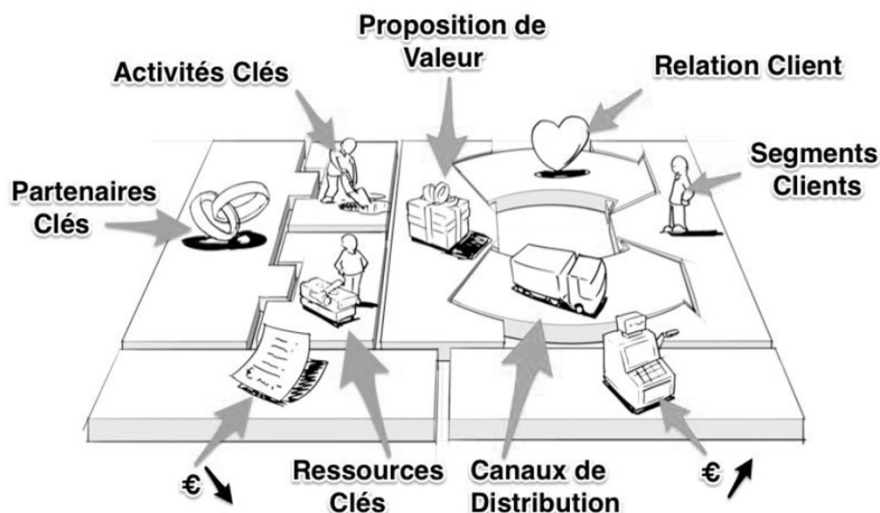 Proposition de
Valeur
Activités Clés
Relation Client
Segments
Clients
Partenaires
Clés
€
Ressources
Clés
Canaux de
Distribution
€